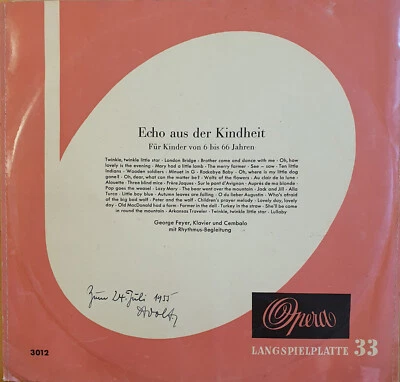 Echo aus der Kindheit
Für Kinder von 6 bis 66 Jahren
Twinkle, twinkle little star - London Bridge - Brother come and dance with me - Oh, how
lovely is the evening - Mary had a little lamb - The merry farmer - See - saw - Ten little
Indians - Wooden soldiers - Minuet in G - Rockabye Baby - Oh, where is my little dog
gone? - Oh, dear, what can the matter be? - Waltz of the flowers - Au clair de la lune -
Alouette - Three blind mice - Frère Jaques - Sur le pont d'Avignon - Auprès de ma blonde -
Pop goes the weasel - Lazy Mary - The bear went over the mountain - Jack and Jill - Alla
Turca - Little boy blue - Autumn leaves are falling - O du lieber Augustin - Who's afraid
of the big bad wolf - Peter and the wolf - Children's prayer melody - Lovely day, lovely
day - Old MacDonald had a farm - Farmer in the dell - Turkey in the straw - She'll be come
in round the mountain - Arkansas Traveler - Twinkle, twinkle little star - Lullaby
George Feyer, Klavier und Cembalo
mit Rhythmus-Begleitung
Zum 24. Juli 1955
3012
Opera
LANGSPIELPLATTE 33